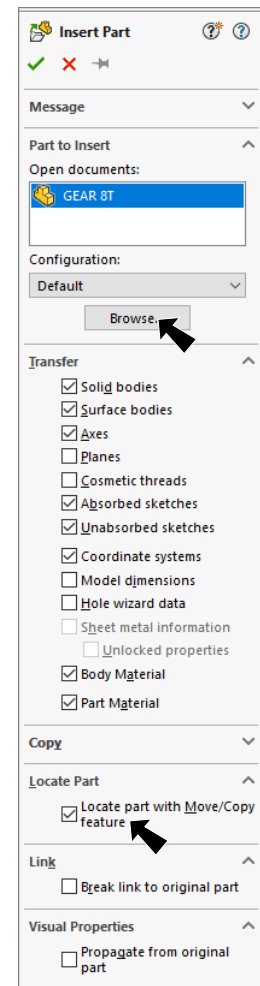 Insert Part
Message
Part to Insert
Open documents:
GEAR 8T
Configuration:
Default
Browse..
Transfer
Solid bodies
Surface bodies
Axes
Planes
Cosmetic threads
Absorbed sketches
Unabsorbed sketches
Coordinate systems
Model dimensions
Hole wizard data
Sheet metal information
Unlocked properties
Body Material
Part Material
Copy
Locate Part
Locate part with Move/Copy
feature
Link
Break link to original part
Visual Properties
Propagate from original
part